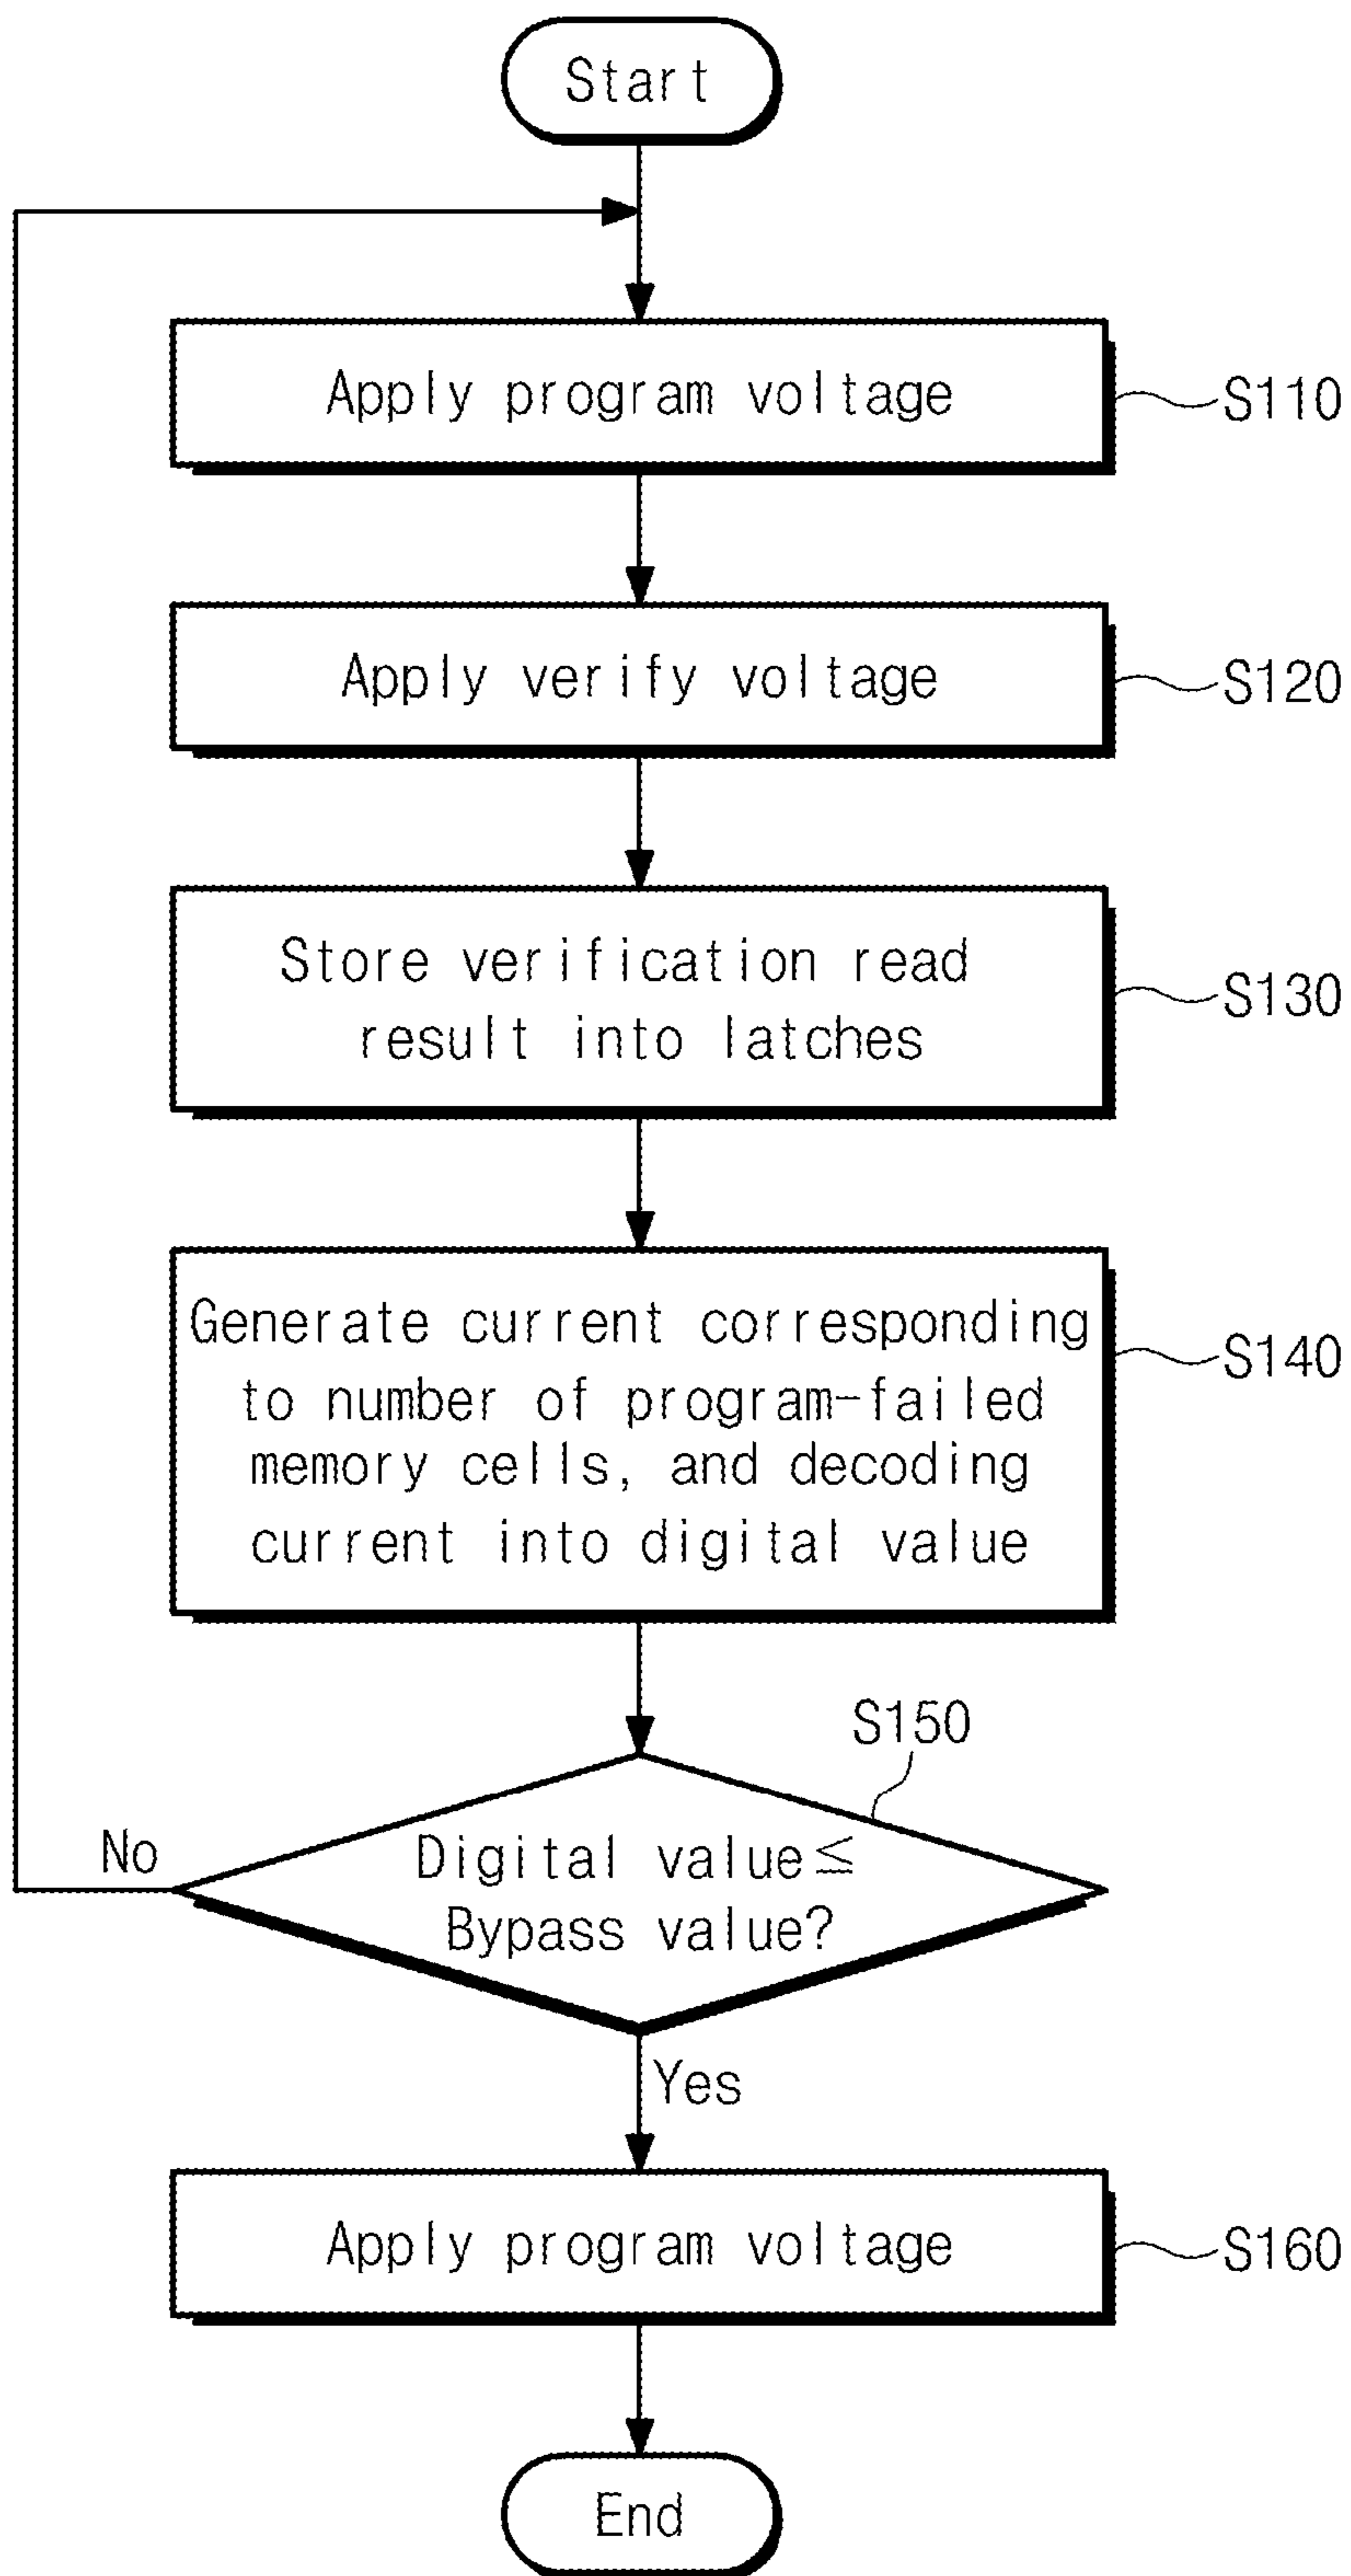 Start
Apply program voltage
S110
Apply verify voltage
S120
Store verification read
result into latches
S130
Generate current corresponding
to number of program-failed
memory cells, and decoding
current into digital value
S140
S150
Digital value≦
Bypass value?
No
Yes
Apply program voltage
S160
End